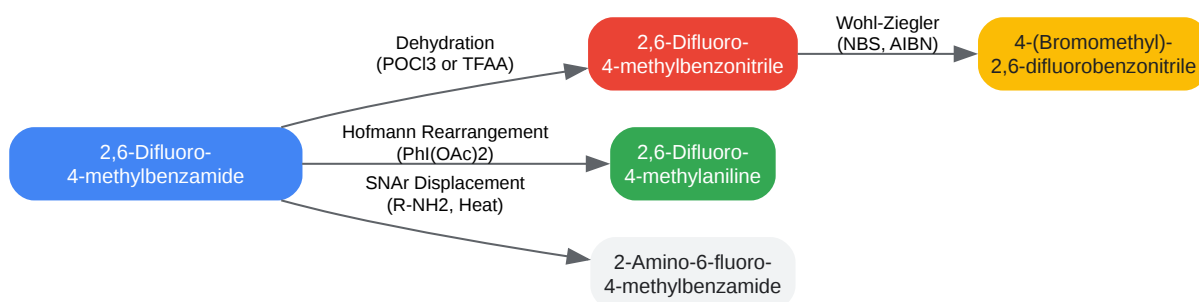 Dehydration
(POCl3 or TFAA)
2,6-Difluoro-
4-methylbenzonitrile
Wohl-Ziegler
(NBS, AIBN)
4-(Bromomethyl)-
2,6-difluorobenzonitrile
2,6-Difluoro-
4-methylbenzamide
Hofmann Rearrangement
(PhI(OAc)2)
2,6-Difluoro-
4-methylaniline
SNAr Displacement
(R-NH2, Heat)
2-Amino-6-fluoro-
4-methylbenzamide